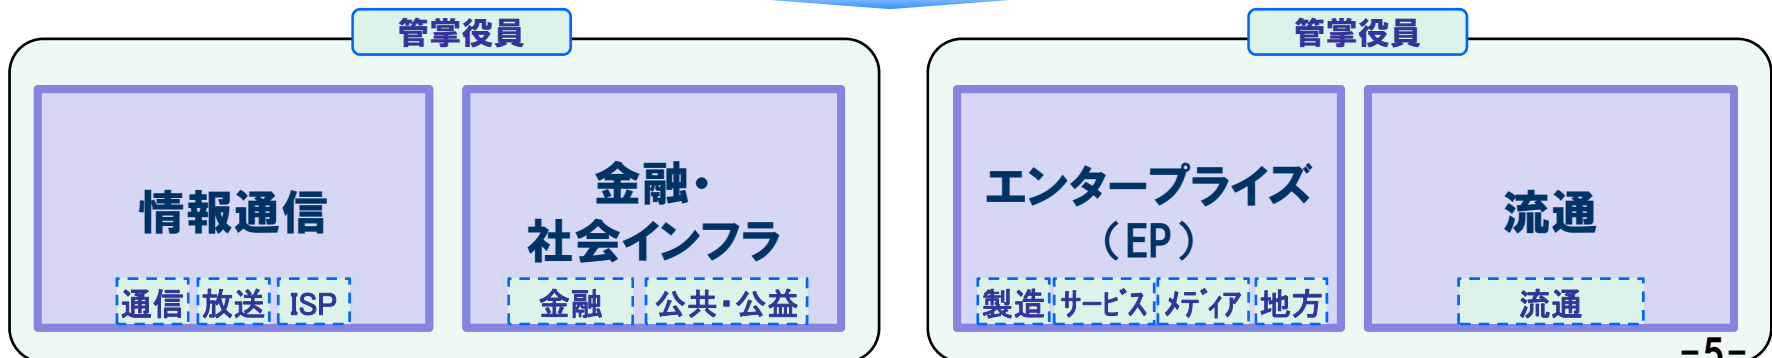 管掌役員
管掌役員
情報通信
通信 放送 ISP
金融・
社会インフラ
金融 公共・公益
エンタープライズ
（EP）
製造 ｻｰﾋﾞｽ ﾒﾃﾞｨｱ 地方
流通
流通
-5-